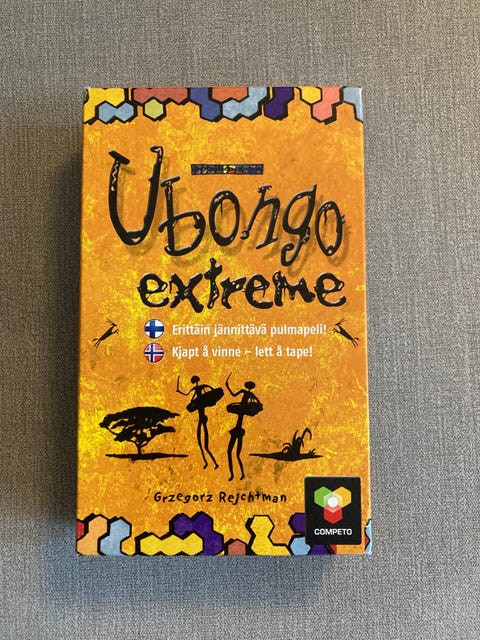 Ubongo
extreme
Erittäin jännittävä pulmapeli!
Kjapt å vinne – lett å tape!
Grzegorz Rejchtman
COMPETO